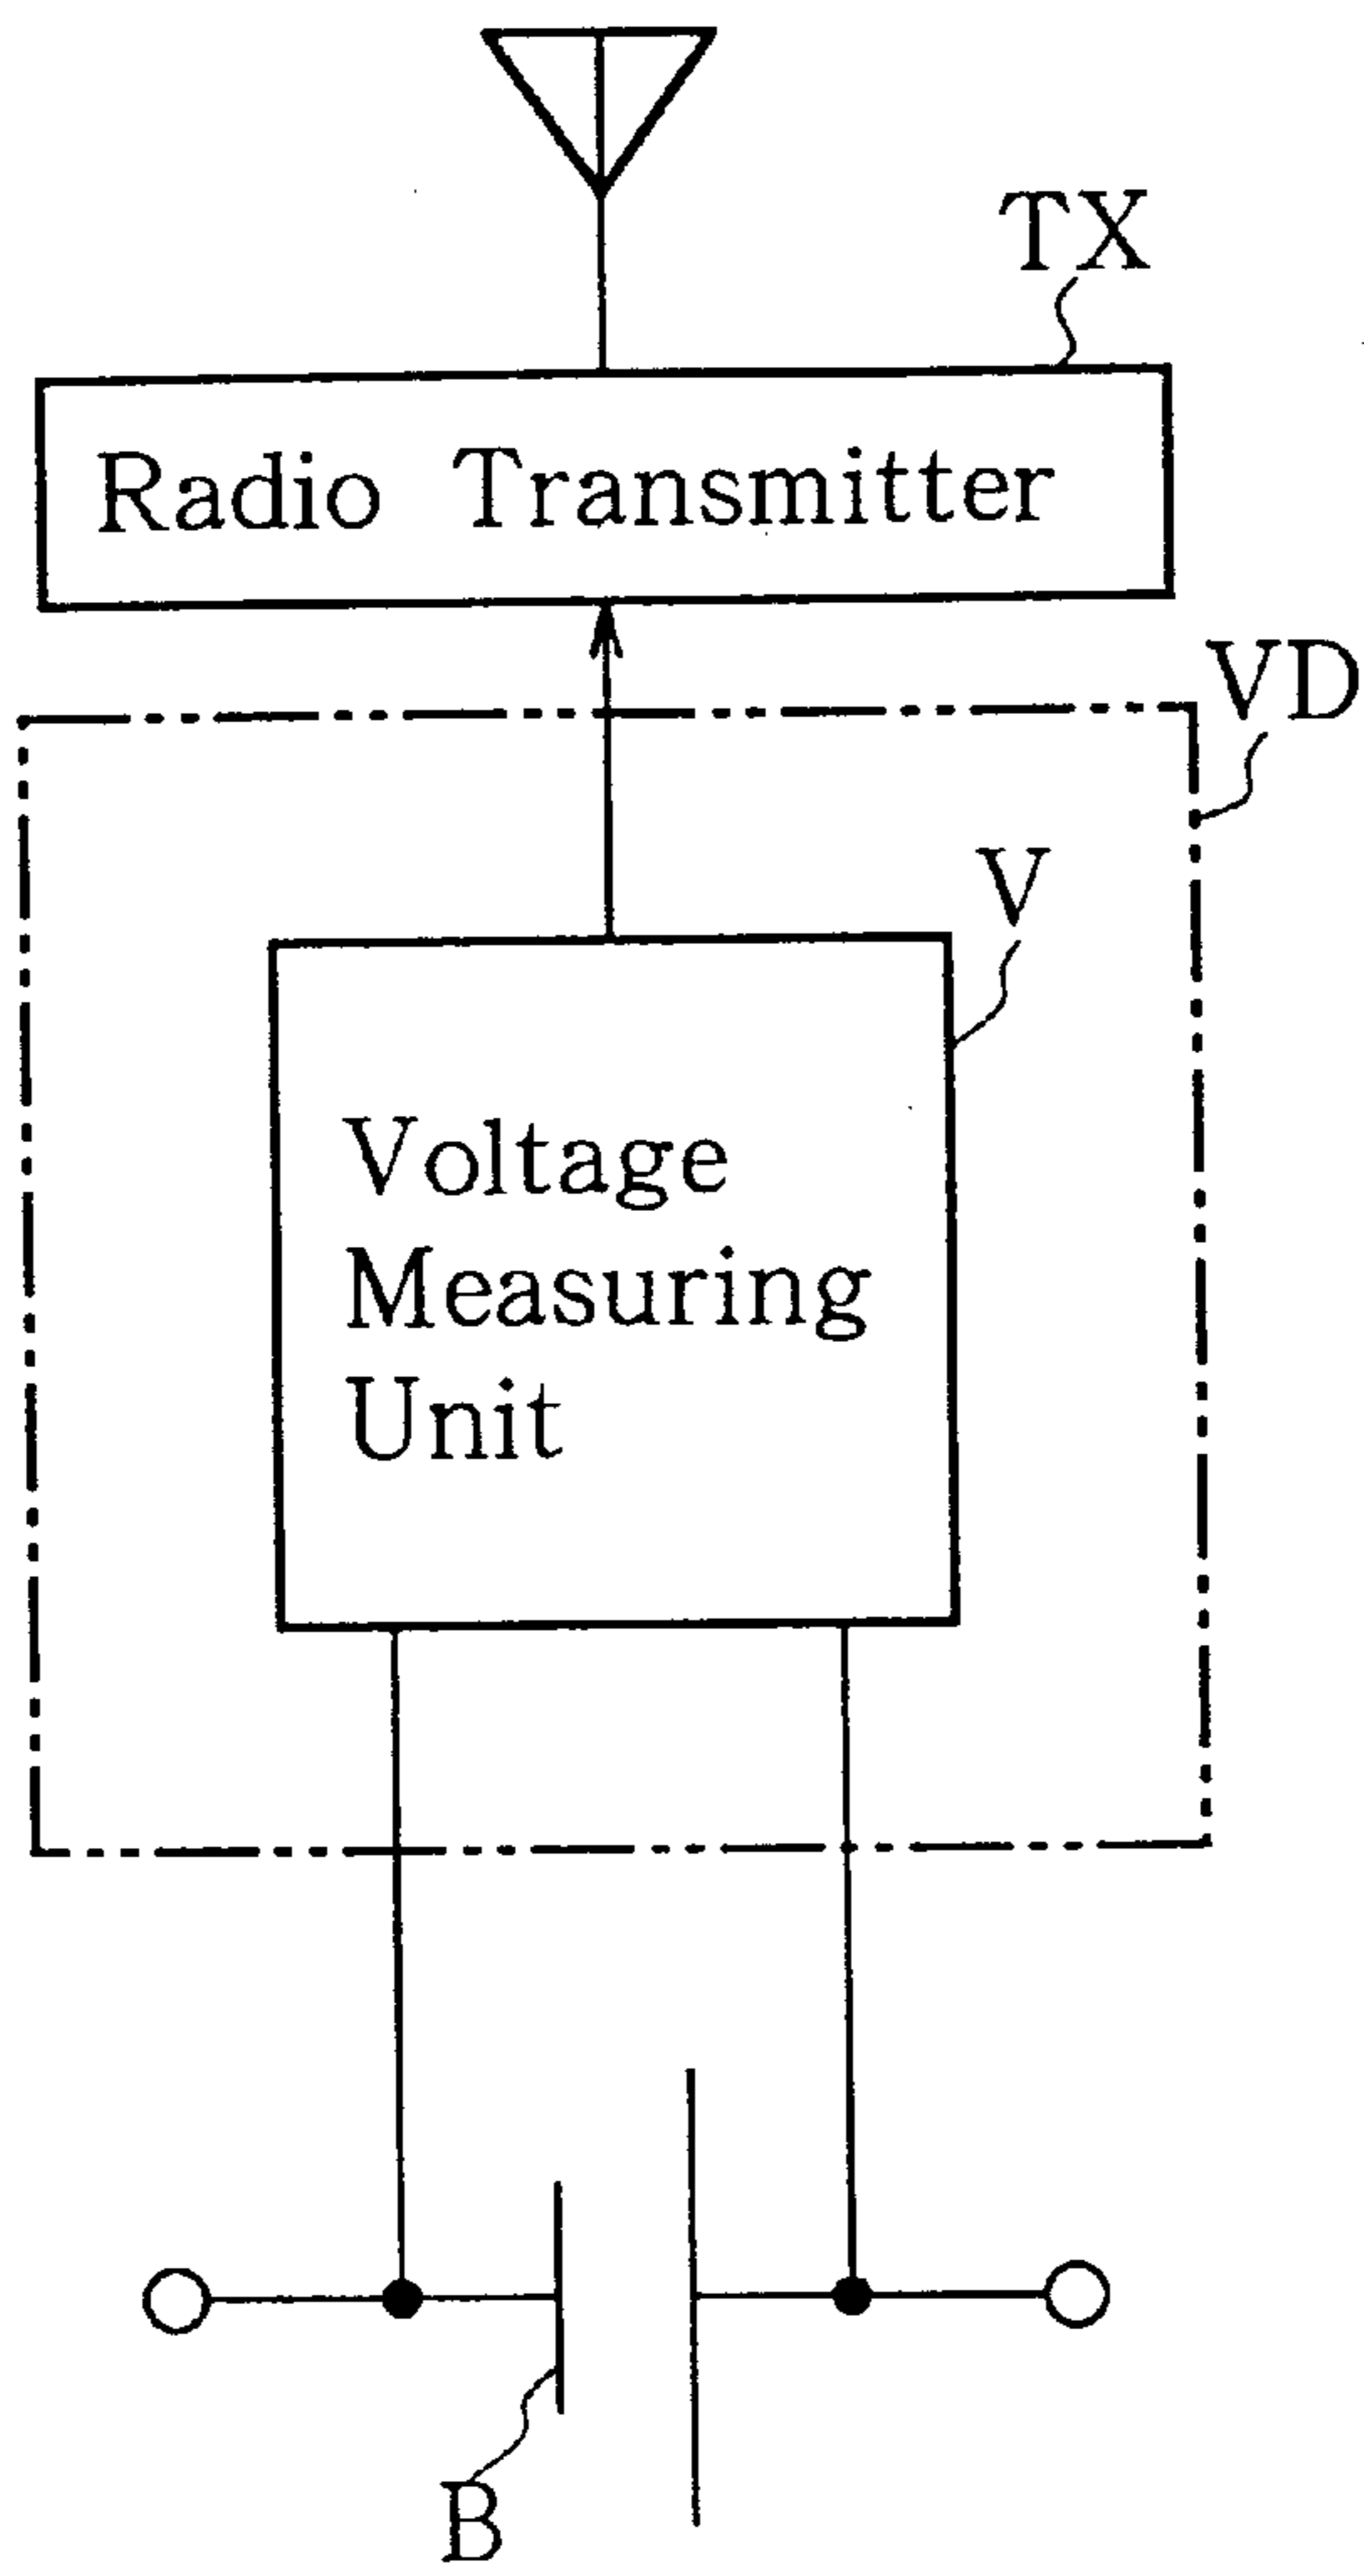 TX
Radio Transmitter
VD
V
Voltage
Measuring
Unit
B